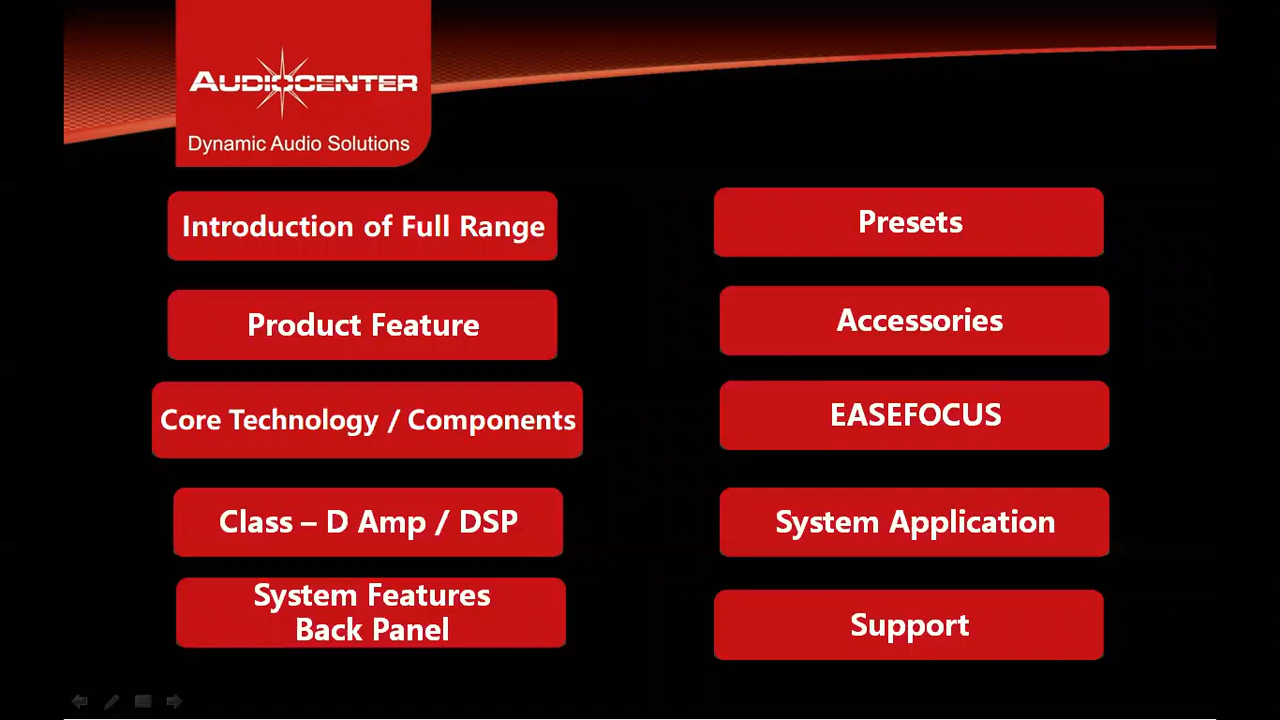 AUDIOCENTER
Dynamic Audio Solutions
Introduction of Full Range
Product Feature
Core Technology / Components
Class – D Amp / DSP
System Features
Back Panel
Presets
Accessories
EASEFOCUS
System Application
Support